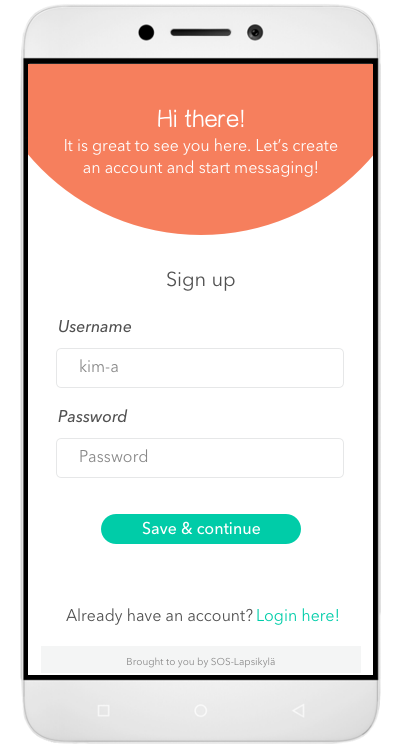 Hi there!
It is great to see you here. Let's create
an account and start messaging!
Sign up
Username
kim-a
Password
Password
Save & continue
Already have an account? Login here!
Brought to you by SOS-Lapsikylä